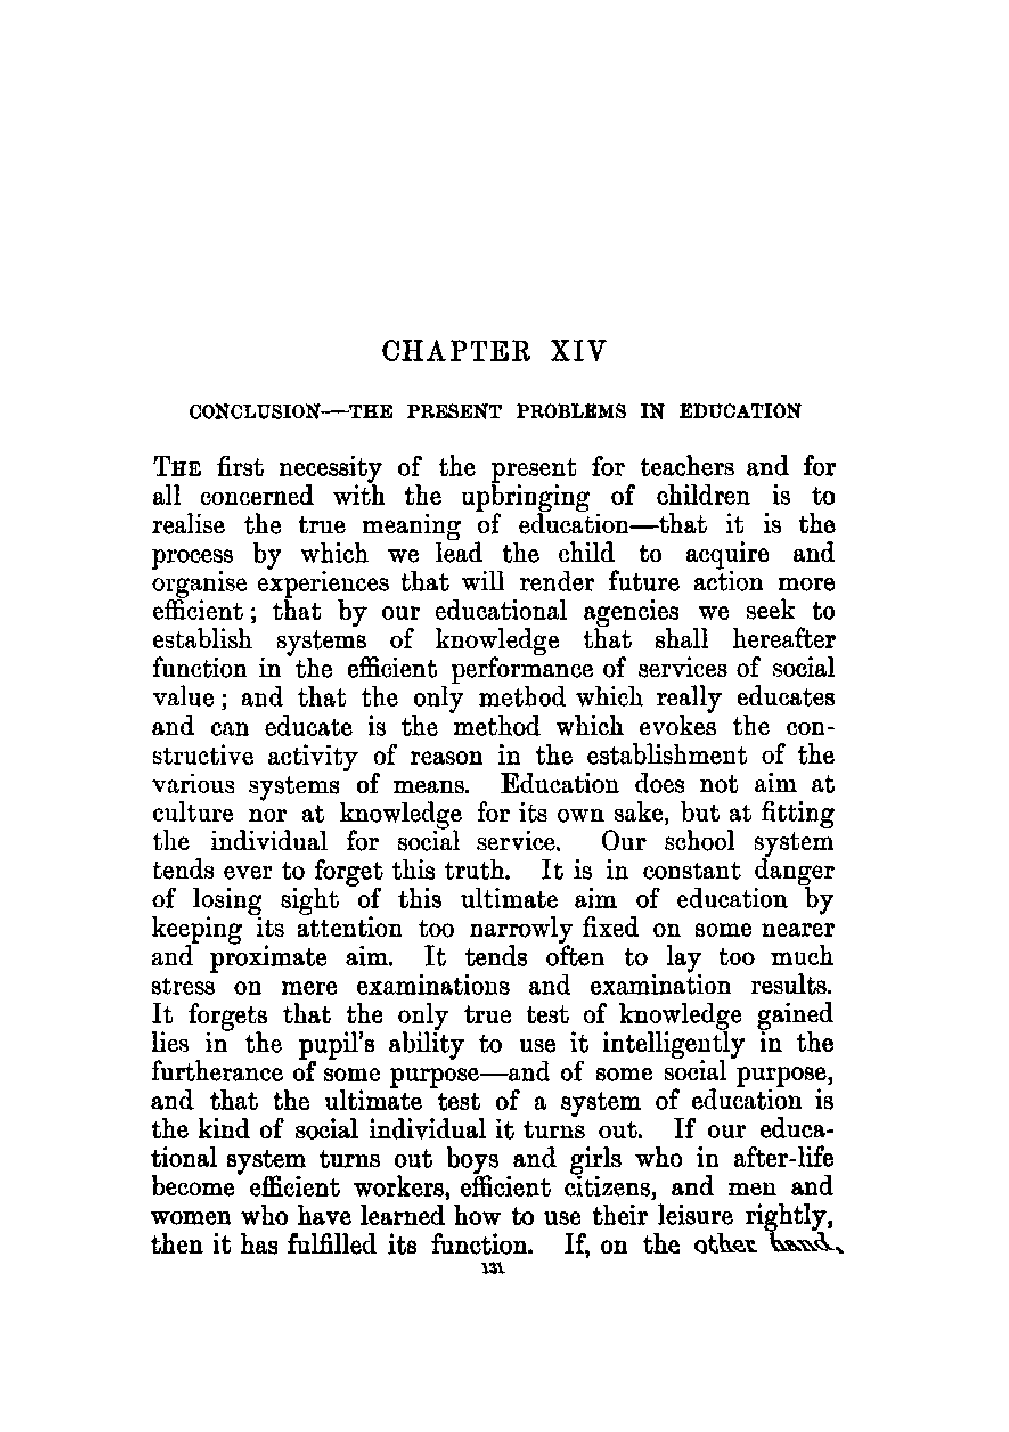 CHAPTER XIV
CONCLUSION—THE PRESENT PROBLEMS IN EDUCATION
THE first necessity of the present for teachers and for
all concerned with the upbringing of children is to
realise the true meaning of education—that it is the
process by which we lead the child to acquire and
organise experiences that will render future action more
efficient; that by our educational agencies we seek to
establish systems of knowledge that shall hereafter
function in the efficient performance of services of social
value; and that the only method which really educates
and can educate is the method which evokes the con-
structive activity of reason in the establishment of the
various systems of means. Education does not aim at
culture nor at knowledge for its own sake, but at fitting
the individual for social service. Our school system
tends ever to forget this truth. It is in constant danger
of losing sight of this ultimate aim of education by
keeping its attention too narrowly fixed on some nearer
and proximate aim. It tends often to lay too much
stress on mere examinations and examination results.
It forgets that the only true test of knowledge gained
lies in the pupil's ability to use it intelligently in the
furtherance of some purpose—and of some social purpose,
and that the ultimate test of a system of education is
the kind of social individual it turns out. If our educa-
tional system turns out boys and girls who in after-life
become efficient workers, efficient citizens, and men and
women who have learned how to use their leisure rightly,
then it has fulfilled its function. If, on the other hand,
131